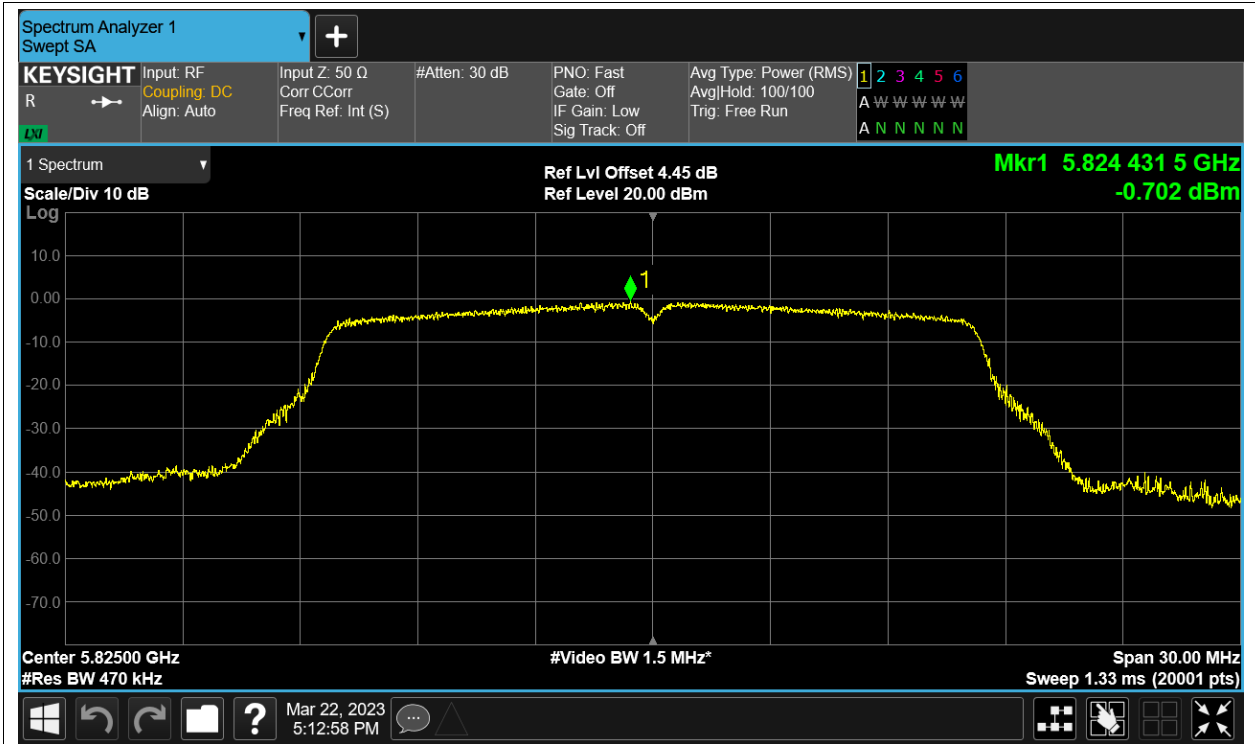 Spectrum Analyzer 1
Swept SA
+
KEYSIGHT
R
LXI
Input: RF
Coupling: DC
Align: Auto
Input Z: 50 Ω
Corr CCorr
Freq Ref: Int (S)
#Atten: 30 dB
PNO: Fast
Gate: Off
IF Gain: Low
Sig Track: Off
Avg Type: Power (RMS)
Avg|Hold: 100/100
Trig: Free Run
1 2 3 4 5 6
A W W W W W
A N N N N N
1 Spectrum
Scale/Div 10 dB
Ref Lvl Offset 4.45 dB
Ref Level 20.00 dBm
Mkr1 5.824 431 5 GHz
-0.702 dBm
Log
10.0
0.00
-10.0
-20.0
-30.0
-40.0
-50.0
-60.0
-70.0
1
Center 5.82500 GHz
#Res BW 470 kHz
#Video BW 1.5 MHz*
Span 30.00 MHz
Sweep 1.33 ms (20001 pts)
?
Mar 22, 2023
5:12:58 PM